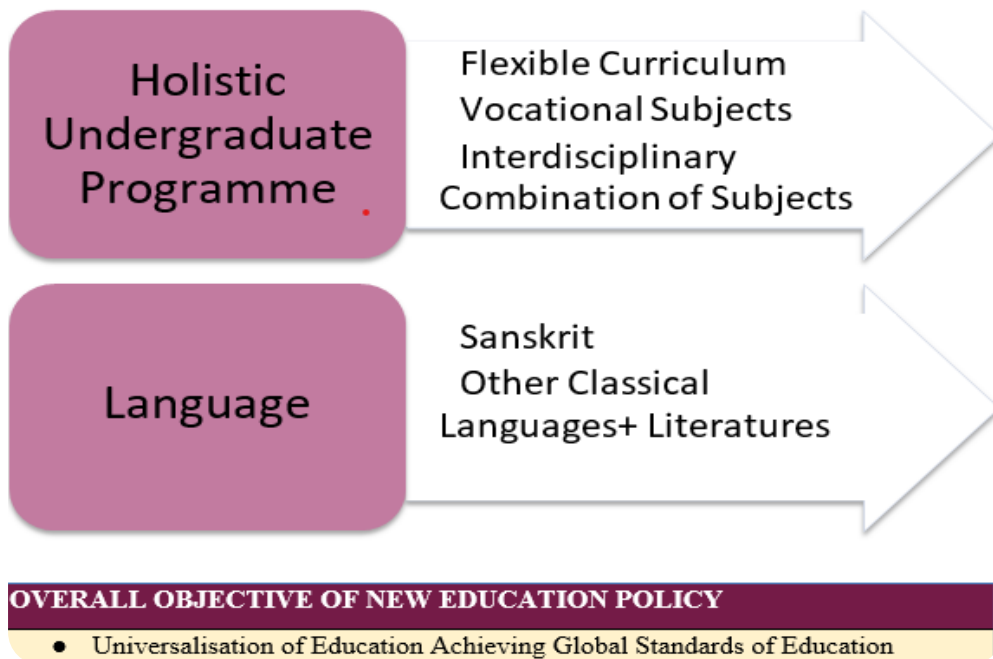 Holistic
Undergraduate
Programme
Flexible Curriculum
Vocational Subjects
Interdisciplinary
Combination of Subjects
Language
Sanskrit
Other Classical
Languages+ Literatures
OVERALL OBJECTIVE OF NEW EDUCATION POLICY
● Universalisation of Education Achieving Global Standards of Education